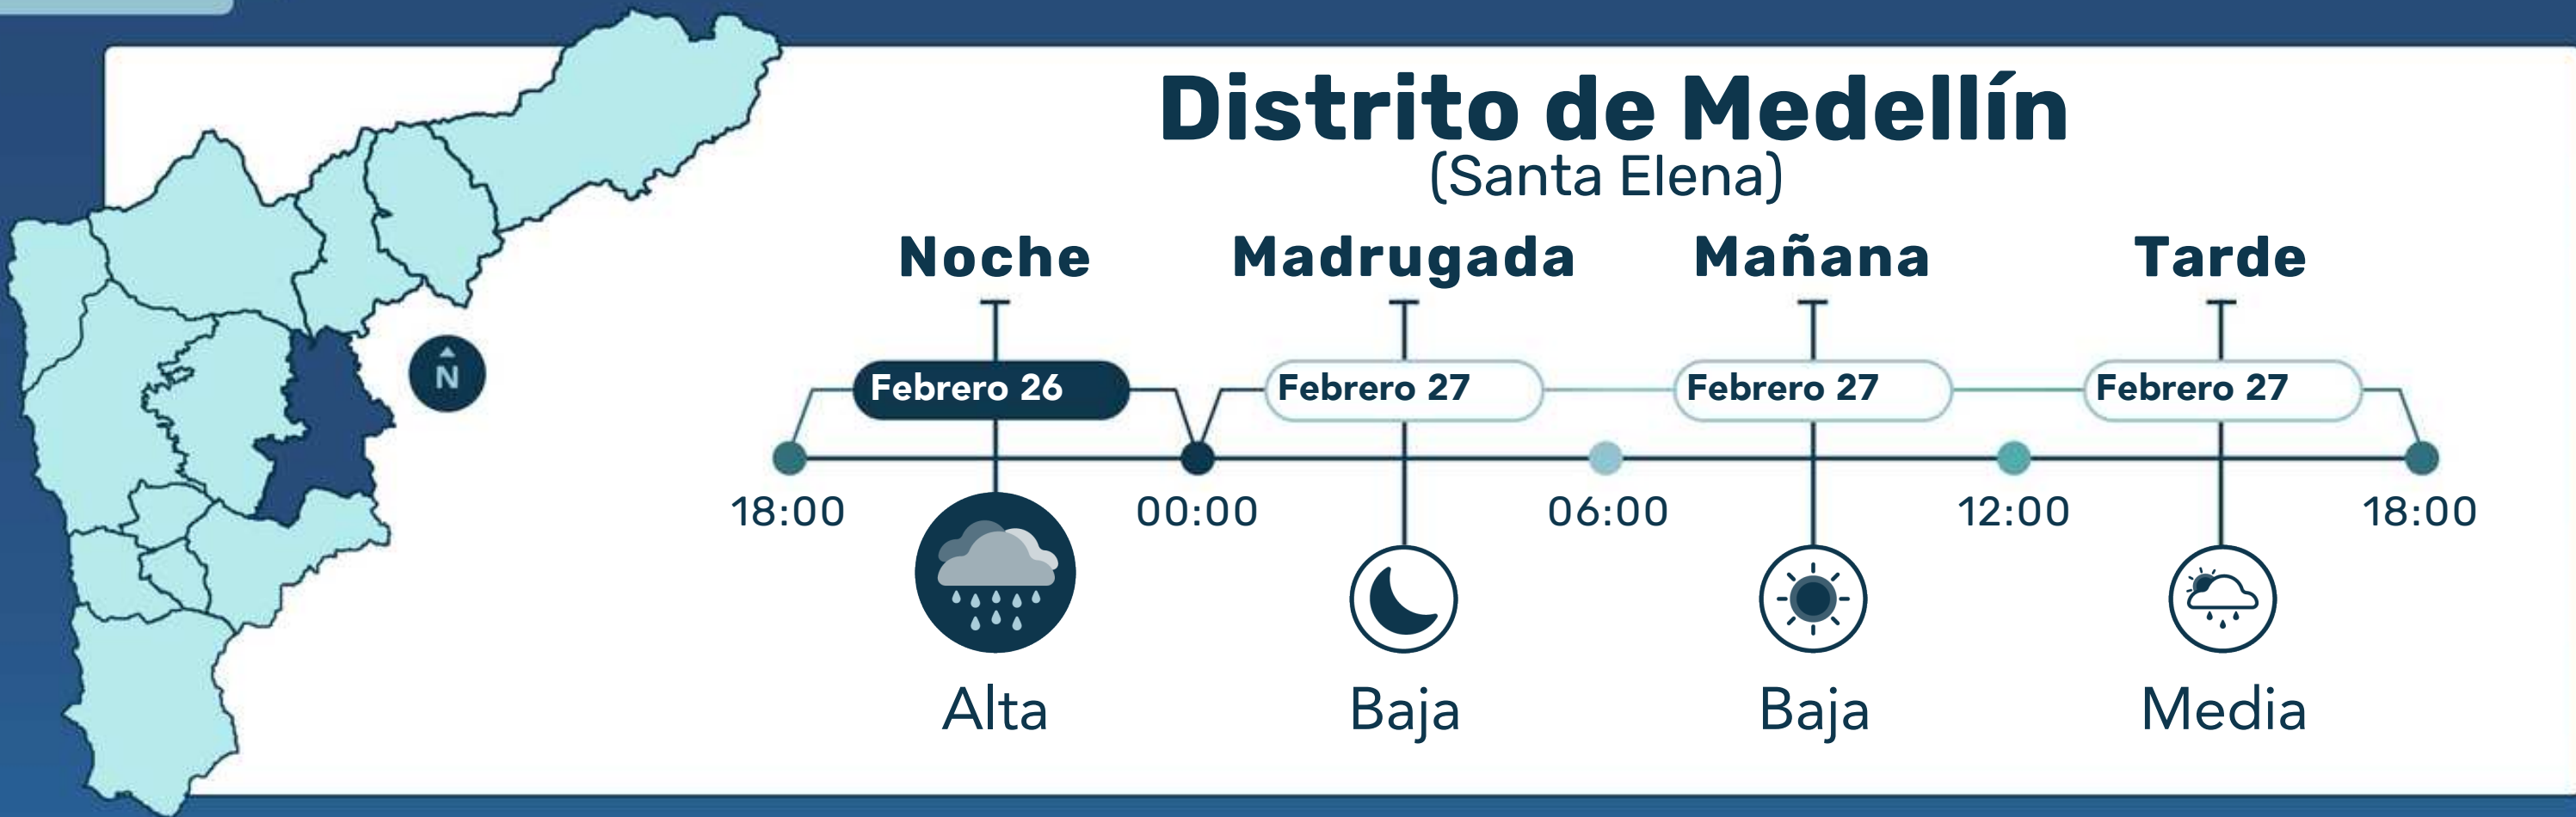 Distrito de Medellín
(Santa Elena)
Noche Madrugada Mañana Tarde
N
Febrero 26 Febrero 27 Febrero 27 Febrero 27
18:00 00:00 06:00 12:00 18:00
Alta Baja Baja Media